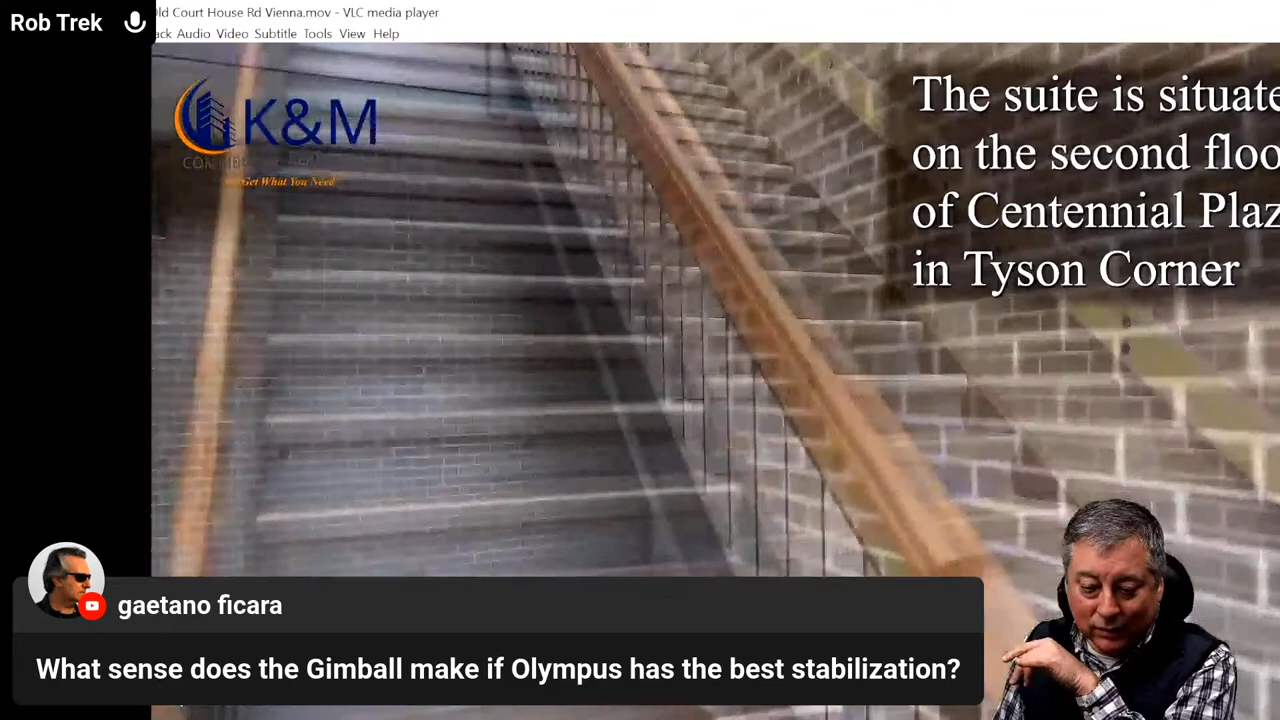 Rob Trek
ld Court House Rd Vienna.mov - VLC media player
ack Audio Video Subtitle Tools View Help
K&M
Get What You Need
The suite is situate
on the second floo
of Centennial Plaz
in Tyson Corner
gaetano ficara
What sense does the Gimball make if Olympus has the best stabilization?